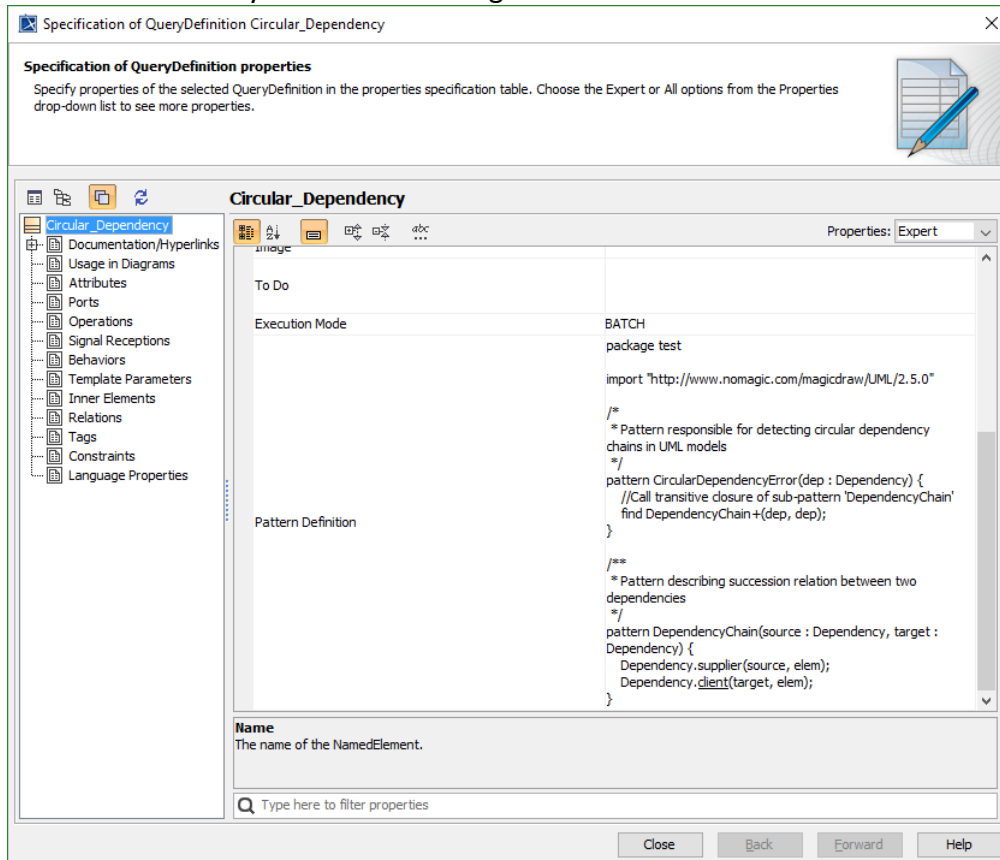 Specification of QueryDefinition Circular_Dependency
Specification of QueryDefinition properties
Specify properties of the selected QueryDefinition in the properties specification table. Choose the Expert or All options from the Properties
drop-down list to see more properties.
Circular_Dependency
Properties: Expert
Circular_Dependency
Documentation/Hyperlinks
Usage in Diagrams
Attributes
Ports
Operations
Signal Receptions
Behaviors
Template Parameters
Inner Elements
Relations
Tags
Constraints
Language Properties
Image
To Do
Execution Mode
BATCH
Pattern Definition
package test
import "http://www.nomagic.com/magicdraw/UML/2.5.0"
/*
* Pattern responsible for detecting circular dependency
chains in UML models
*/
pattern CircularDependencyError(dep : Dependency) {
//Call transitive closure of sub-pattern 'DependencyChain'
find DependencyChain+(dep, dep);
}
/**
* Pattern describing succession relation between two
dependencies
*/
pattern DependencyChain(source : Dependency, target :
Dependency) {
Dependency.supplier(source, elem);
Dependency.client(target, elem);
}
Name
The name of the NamedElement.
Type here to filter properties
Close
Back
Forward
Help